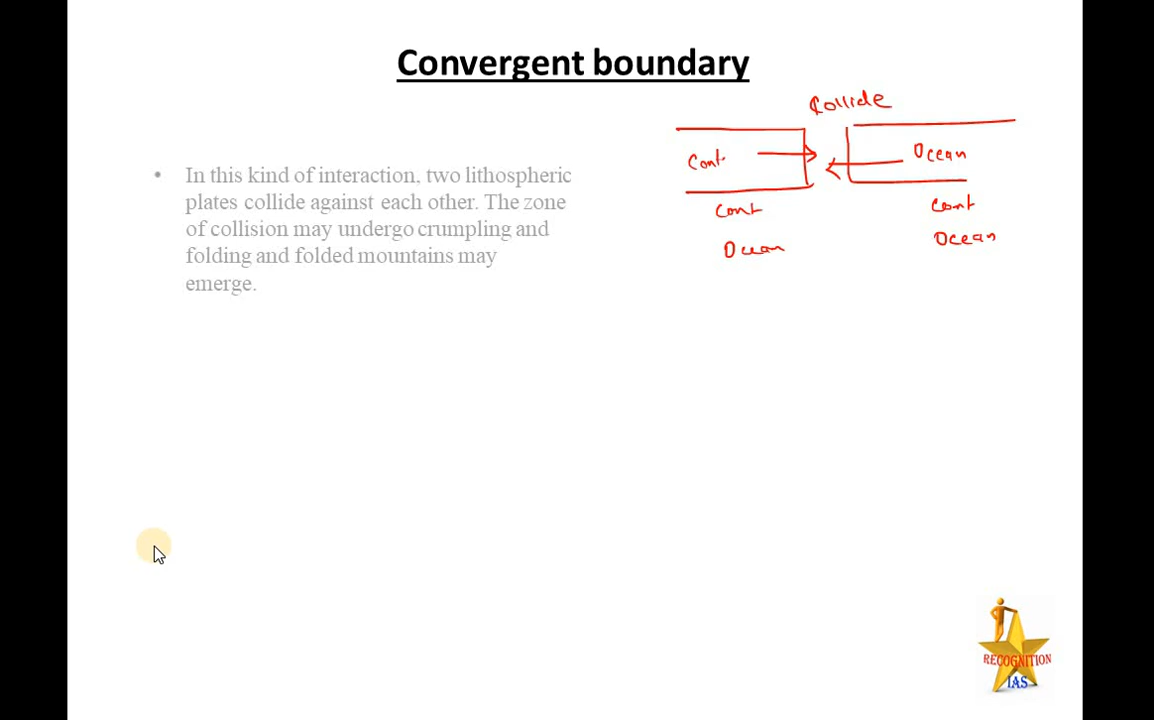 Convergent boundary
Collide
Cont.
Ocean
• In this kind of interaction, two lithospheric
plates collide against each other. The zone
of collision may undergo crumpling and
folding and folded mountains may
emerge.
Cont
Cont
Ocean
Ocean
RECOGNITION
IAS